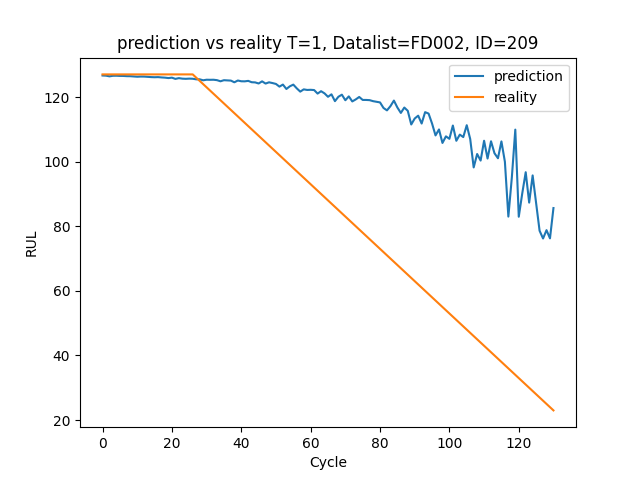 prediction vs reality T=1, Datalist=FD002, ID=209
prediction
reality
120
100
80
60
40
20
RUL
0 20 40 60 80 100 120
Cycle